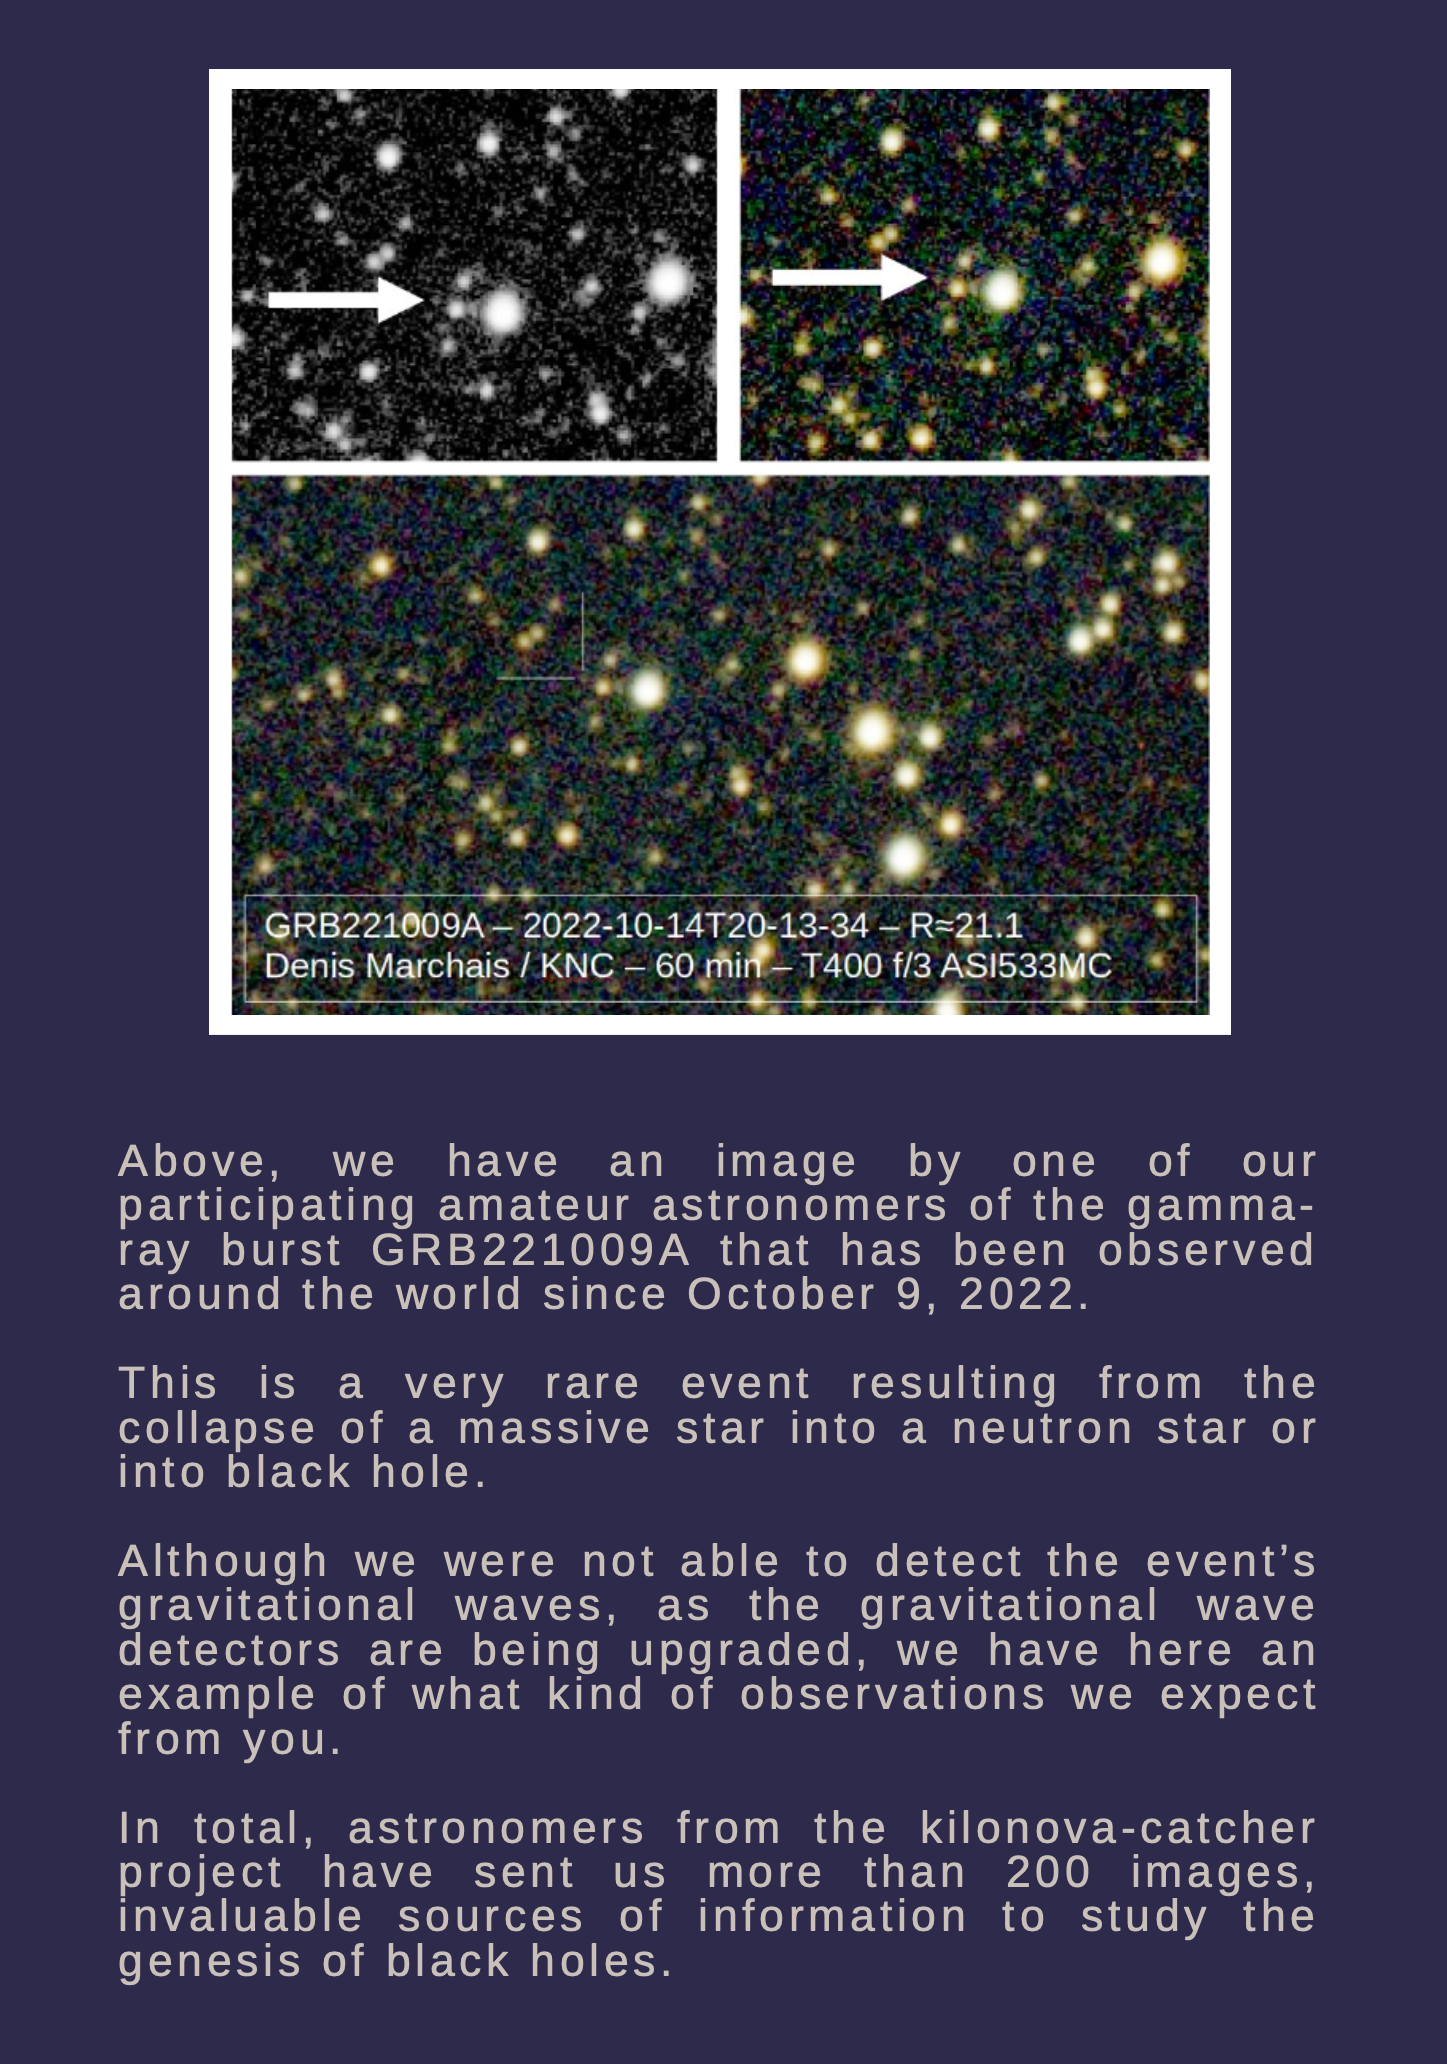 GRB221009A – 2022-10-14T20-13-34 – R≈21.1
Denis Marchais / KNC – 60 min – T400 f/3 ASI533MC
Above, we have an image by one of our
participating amateur astronomers of the gamma-
ray burst GRB221009A that has been observed
around the world since October 9, 2022.
This is a very rare event resulting from the
collapse of a massive star into a neutron star or
into black hole.
Although we were not able to detect the event’s
gravitational waves, as the gravitational wave
detectors are being upgraded, we have here an
example of what kind of observations we expect
from you.
In total, astronomers from the kilonova-catcher
project have sent us more than 200 images,
invaluable sources of information to study the
genesis of black holes.